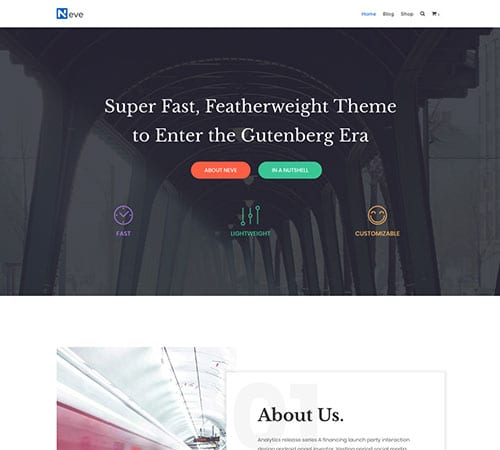 Neve
Home Blog Shop
Super Fast, Featherweight Theme
to Enter the Gutenberg Era
ABOUT NEVE IN A NUTSHELL
FAST LIGHTWEIGHT CUSTOMIZABLE
01
About Us.
Analytics release series A financing launch party interaction
design android angel investor. Vesting period social media